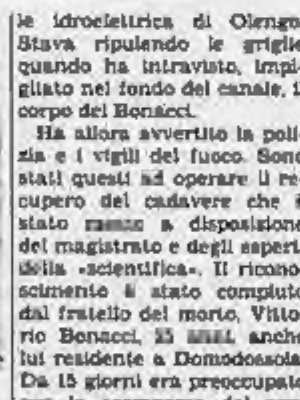 le idroelettrica di Olengo
Stava ripulendo le griglie
quando ha intravisto, impi-
gliato nel fondo del canale, il
corpo del Bonacci.
Ha allora avvertito la poli-
zia e i vigili del fuoco. Sono
stati questi ad operare il re-
cupero del cadavere che è
stato a disposizione
del magistrato e degli esperti
della «scientifica». Il ricono-
scimento è stato compiuto
dal fratello del morto, Vitto-
rio Bonacci, anche
lui residente a Domodossola.
Da 15 giorni era preoccupato